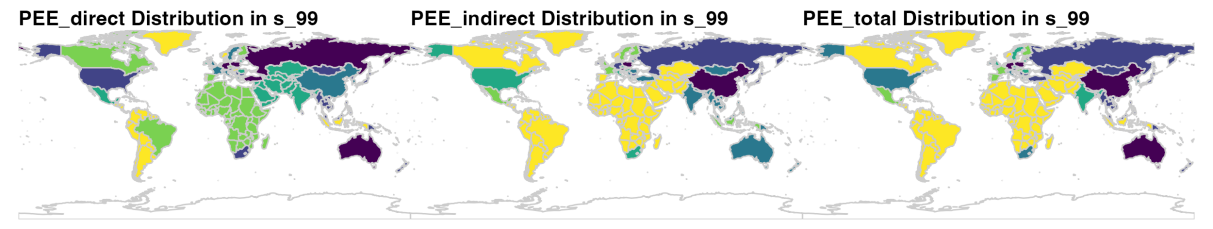 PEE_direct Distribution in s_99
PEE_indirect Distribution in s_99
PEE_total Distribution in s_99